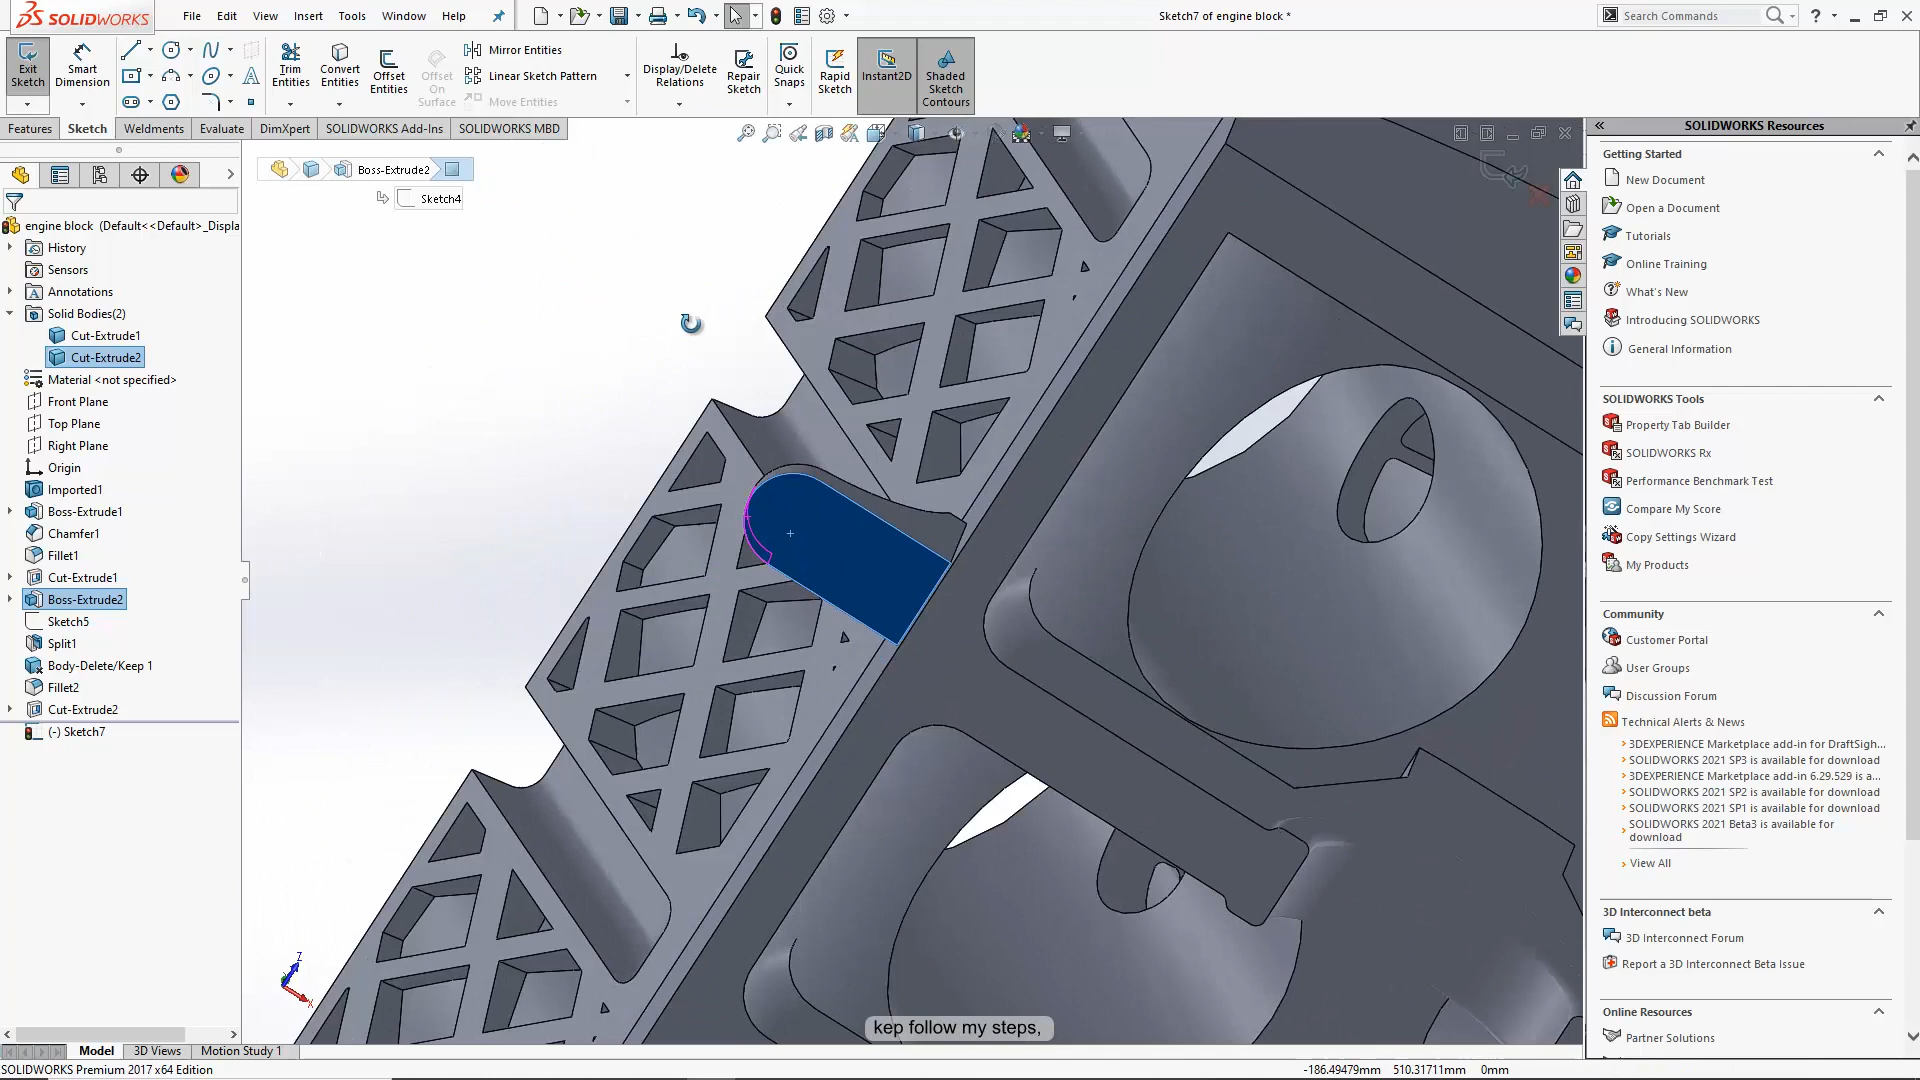 SOLIDWORKS
File Edit View Insert Tools Window Help
Sketch7 of engine block *
Search Commands
Exit Sketch
Smart Dimension
Trim Entities
Convert Entities
Offset Entities
Offset On Surface
Mirror Entities
Linear Sketch Pattern
Move Entities
Display/Delete Relations
Repair Sketch
Quick Snaps
Rapid Sketch
Instant2D
Shaded Sketch Contours
Features Sketch Weldments Evaluate DimXpert SOLIDWORKS Add-Ins SOLIDWORKS MBD
Boss-Extrude2
Sketch4
engine block (Default<<Default>_Displa
History
Sensors
Annotations
Solid Bodies(2)
Cut-Extrude1
Cut-Extrude2
Material <not specified>
Front Plane
Top Plane
Right Plane
Origin
Imported1
Boss-Extrude1
Chamfer1
Fillet1
Cut-Extrude1
Boss-Extrude2
Sketch5
Split1
Body-Delete/Keep 1
Fillet2
Cut-Extrude2
(-) Sketch7
Z
X
kep follow my steps,
SOLIDWORKS Resources
Getting Started
New Document
Open a Document
Tutorials
Online Training
What's New
Introducing SOLIDWORKS
General Information
SOLIDWORKS Tools
Property Tab Builder
SOLIDWORKS Rx
Performance Benchmark Test
Compare My Score
Copy Settings Wizard
My Products
Community
Customer Portal
User Groups
Discussion Forum
Technical Alerts & News
3DEXPERIENCE Marketplace add-in for DraftSigh...
SOLIDWORKS 2021 SP3 is available for download
3DEXPERIENCE Marketplace add-in 6.29.529 is a...
SOLIDWORKS 2021 SP2 is available for download
SOLIDWORKS 2021 SP1 is available for download
SOLIDWORKS 2021 Beta3 is available for
download
View All
3D Interconnect beta
3D Interconnect Forum
Report a 3D Interconnect Beta Issue
Online Resources
Partner Solutions
Model 3D Views Motion Study 1
SOLIDWORKS Premium 2017 x64 Edition
-186.49479mm 510.31711mm 0mm